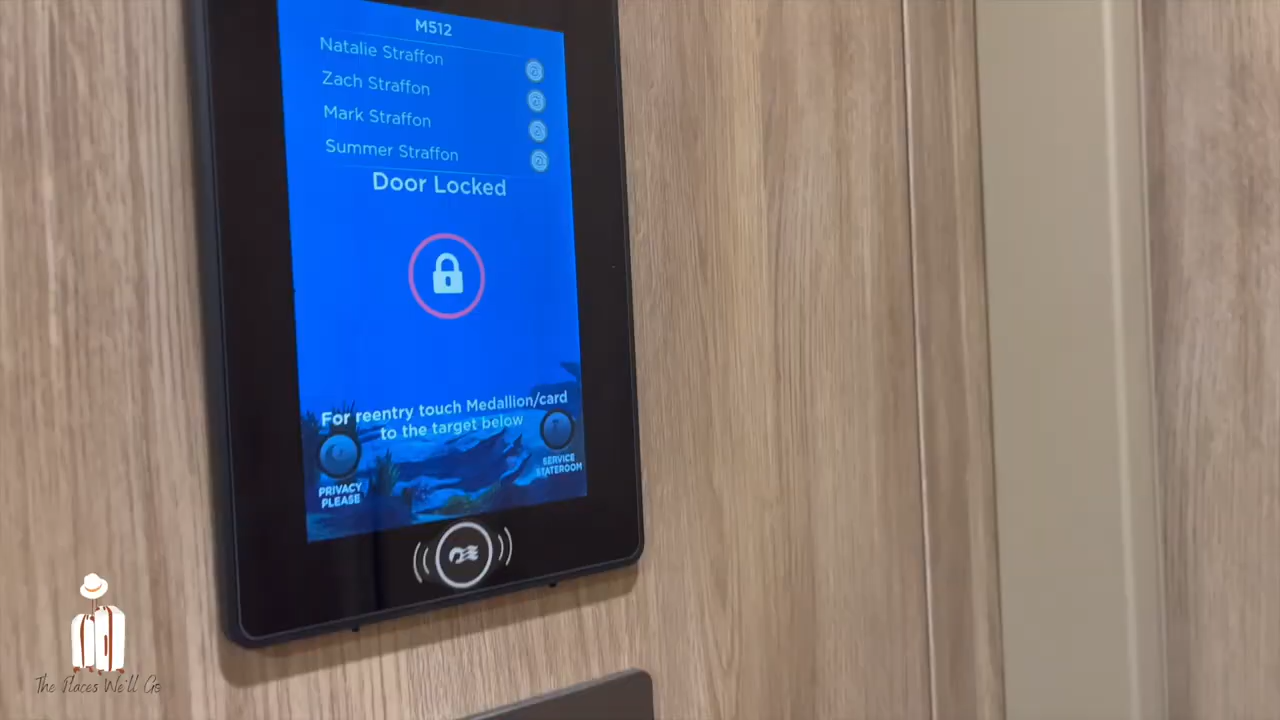 M512
Natalie Straffon
Zach Straffon
Mark Straffon
Summer Straffon
Door Locked
For reentry touch Medallion/card
to the target below
PRIVACY
PLEASE
SERVICE
STATEROOM
The Places We'll Go